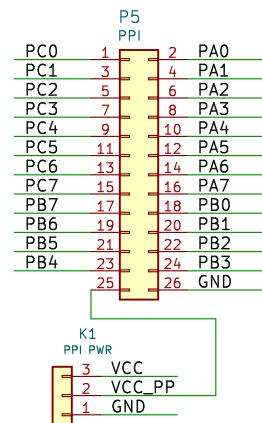 P5
PPI
PC0 1 2 PA0
PC1 3 4 PA1
PC2 5 6 PA2
PC3 7 8 PA3
PC4 9 10 PA4
PC5 11 12 PA5
PC6 13 14 PA6
PC7 15 16 PA7
PB7 17 18 PB0
PB6 19 20 PB1
PB5 21 22 PB2
PB4 23 24 PB3
25 26 GND
K1
PPI PWR
3 VCC
2 VCC_PP
1 GND